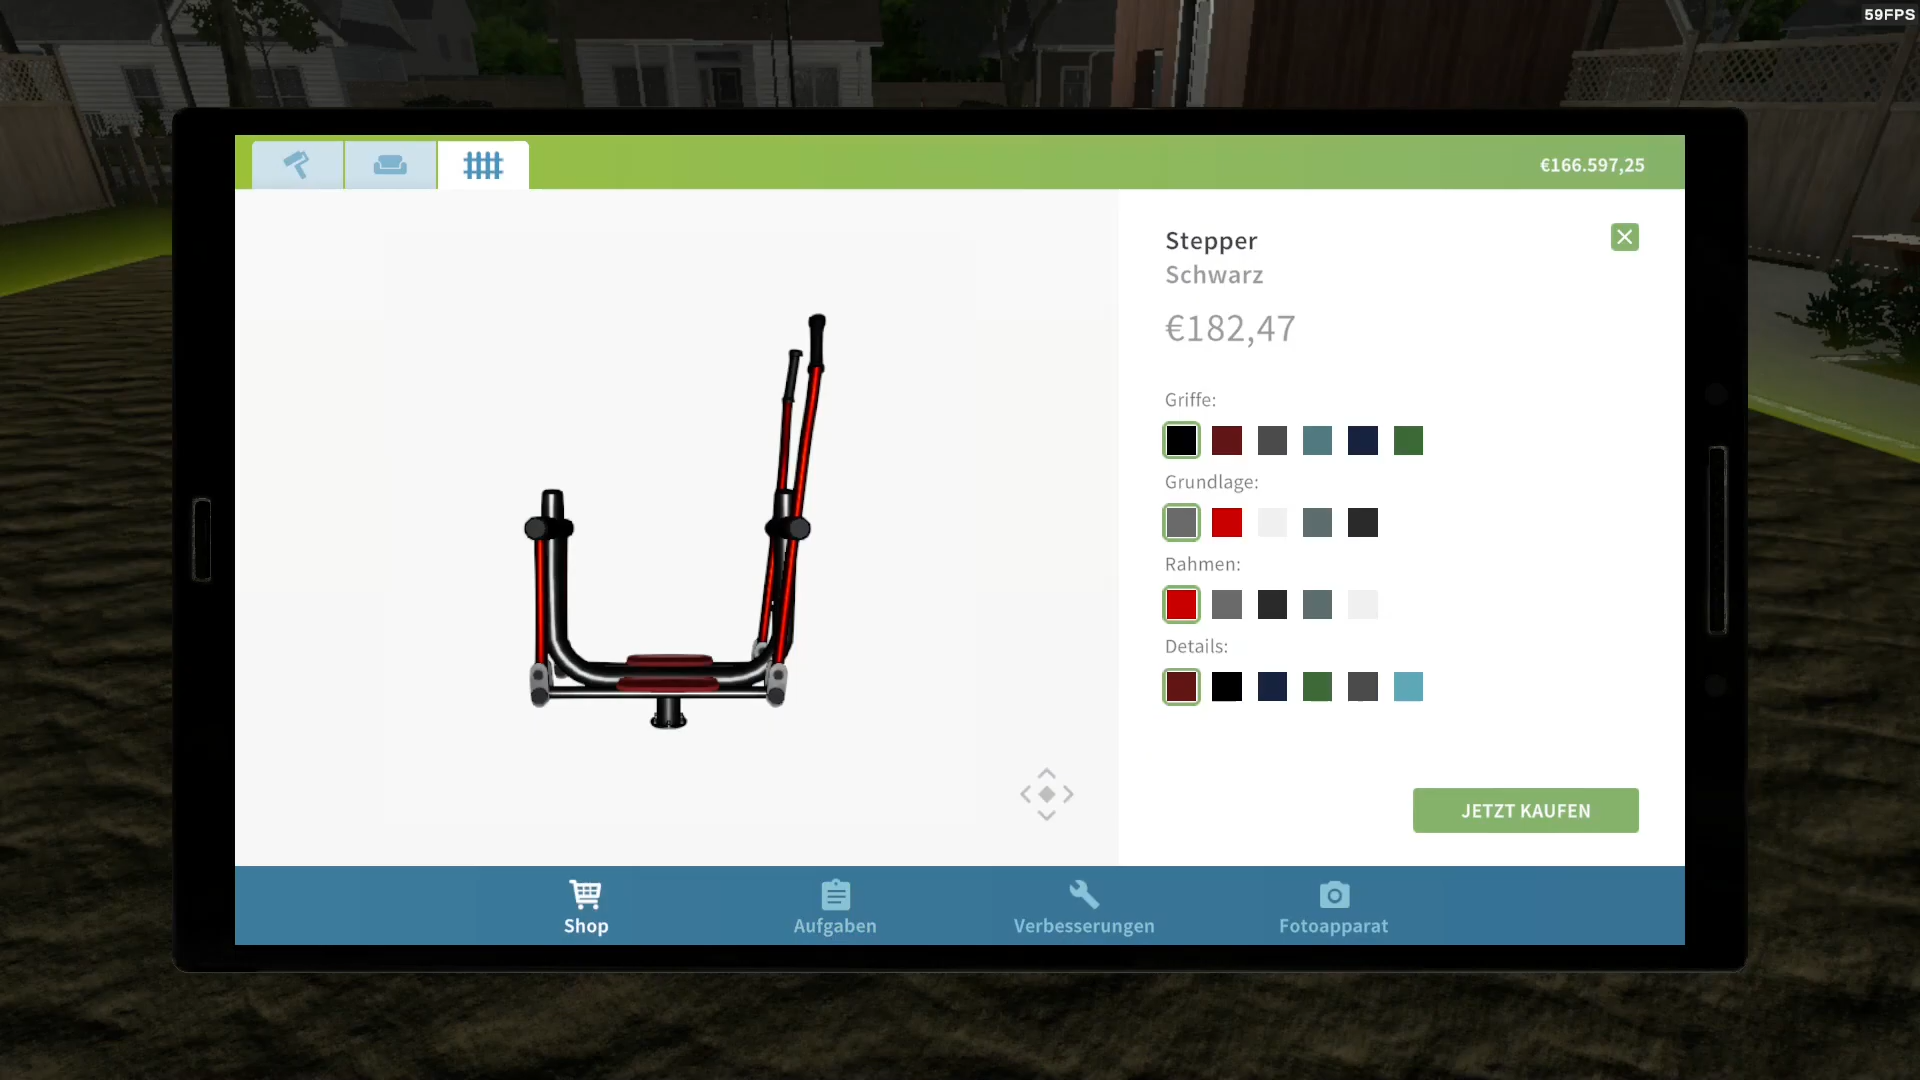 59FPS
€166.597,25
Stepper
Schwarz
€182,47
Griffe:
Grundlage:
Rahmen:
Details:
JETZT KAUFEN
Shop
Aufgaben
Verbesserungen
Fotoapparat